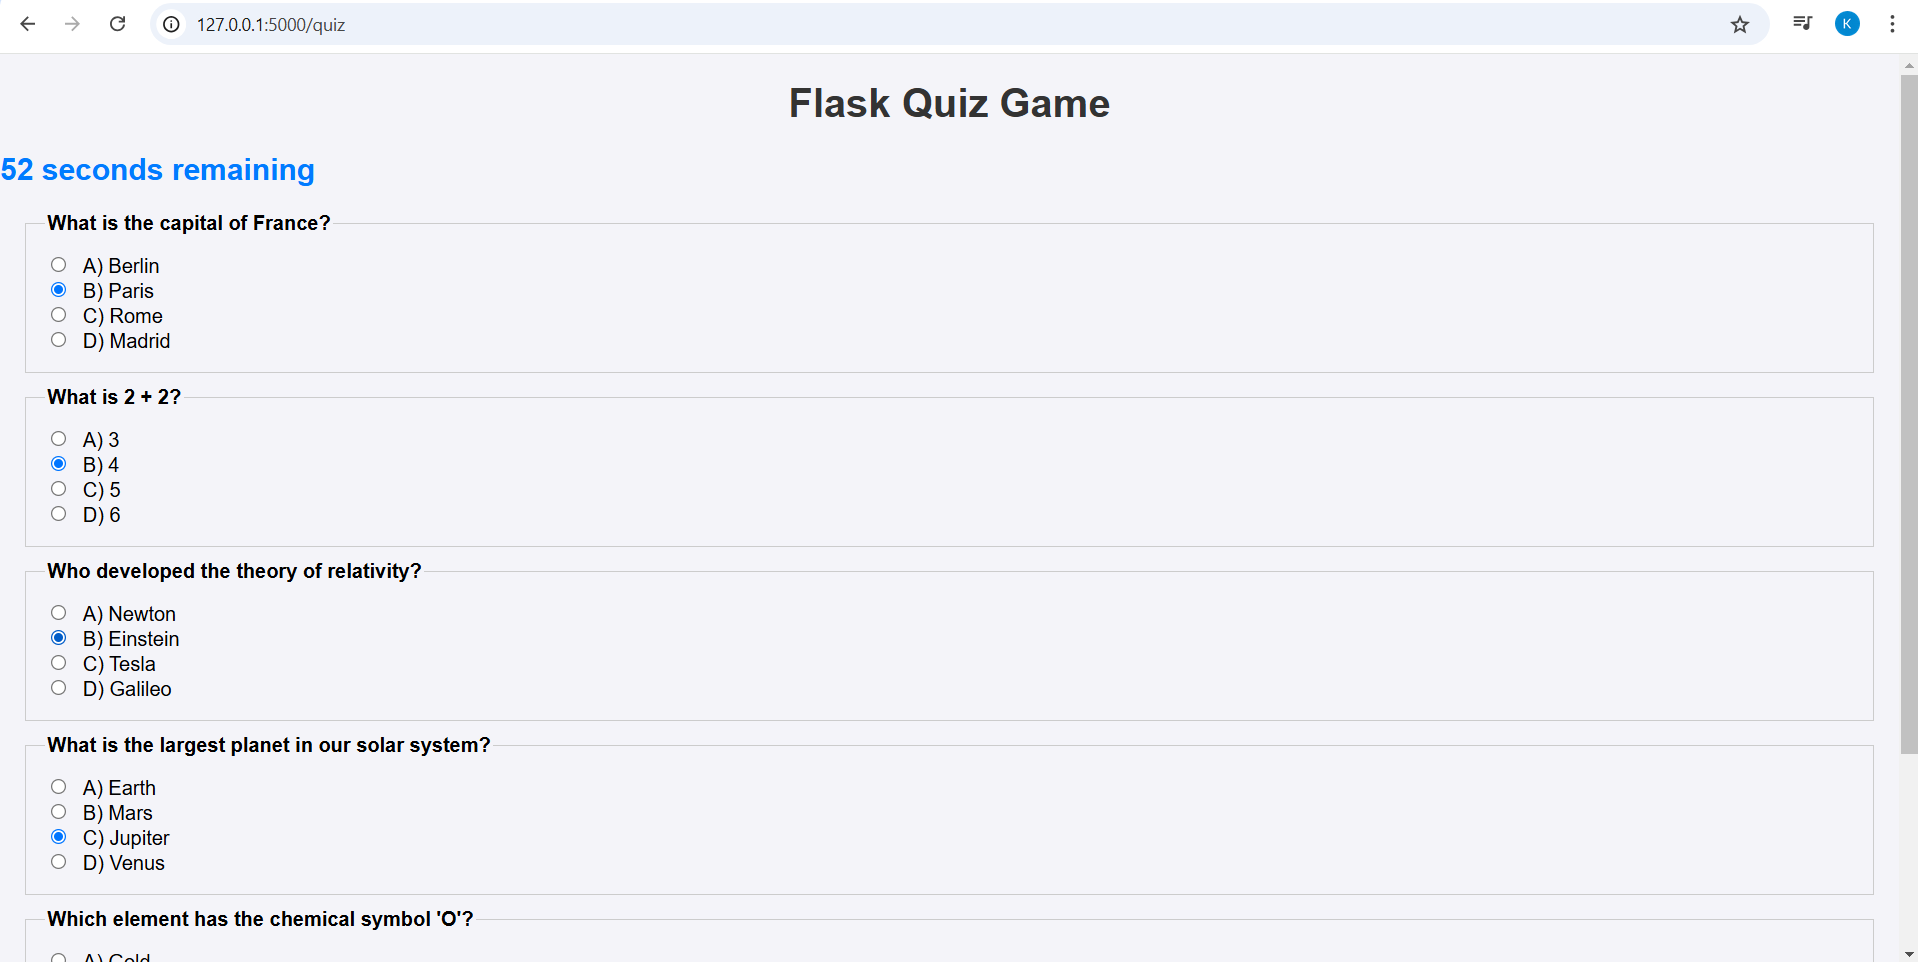 127.0.0.1:5000/quiz
K
Flask Quiz Game
52 seconds remaining
What is the capital of France?
A) Berlin
B) Paris
C) Rome
D) Madrid
What is 2 + 2?
A) 3
B) 4
C) 5
D) 6
Who developed the theory of relativity?
A) Newton
B) Einstein
C) Tesla
D) Galileo
What is the largest planet in our solar system?
A) Earth
B) Mars
C) Jupiter
D) Venus
Which element has the chemical symbol 'O'?
A) Gold